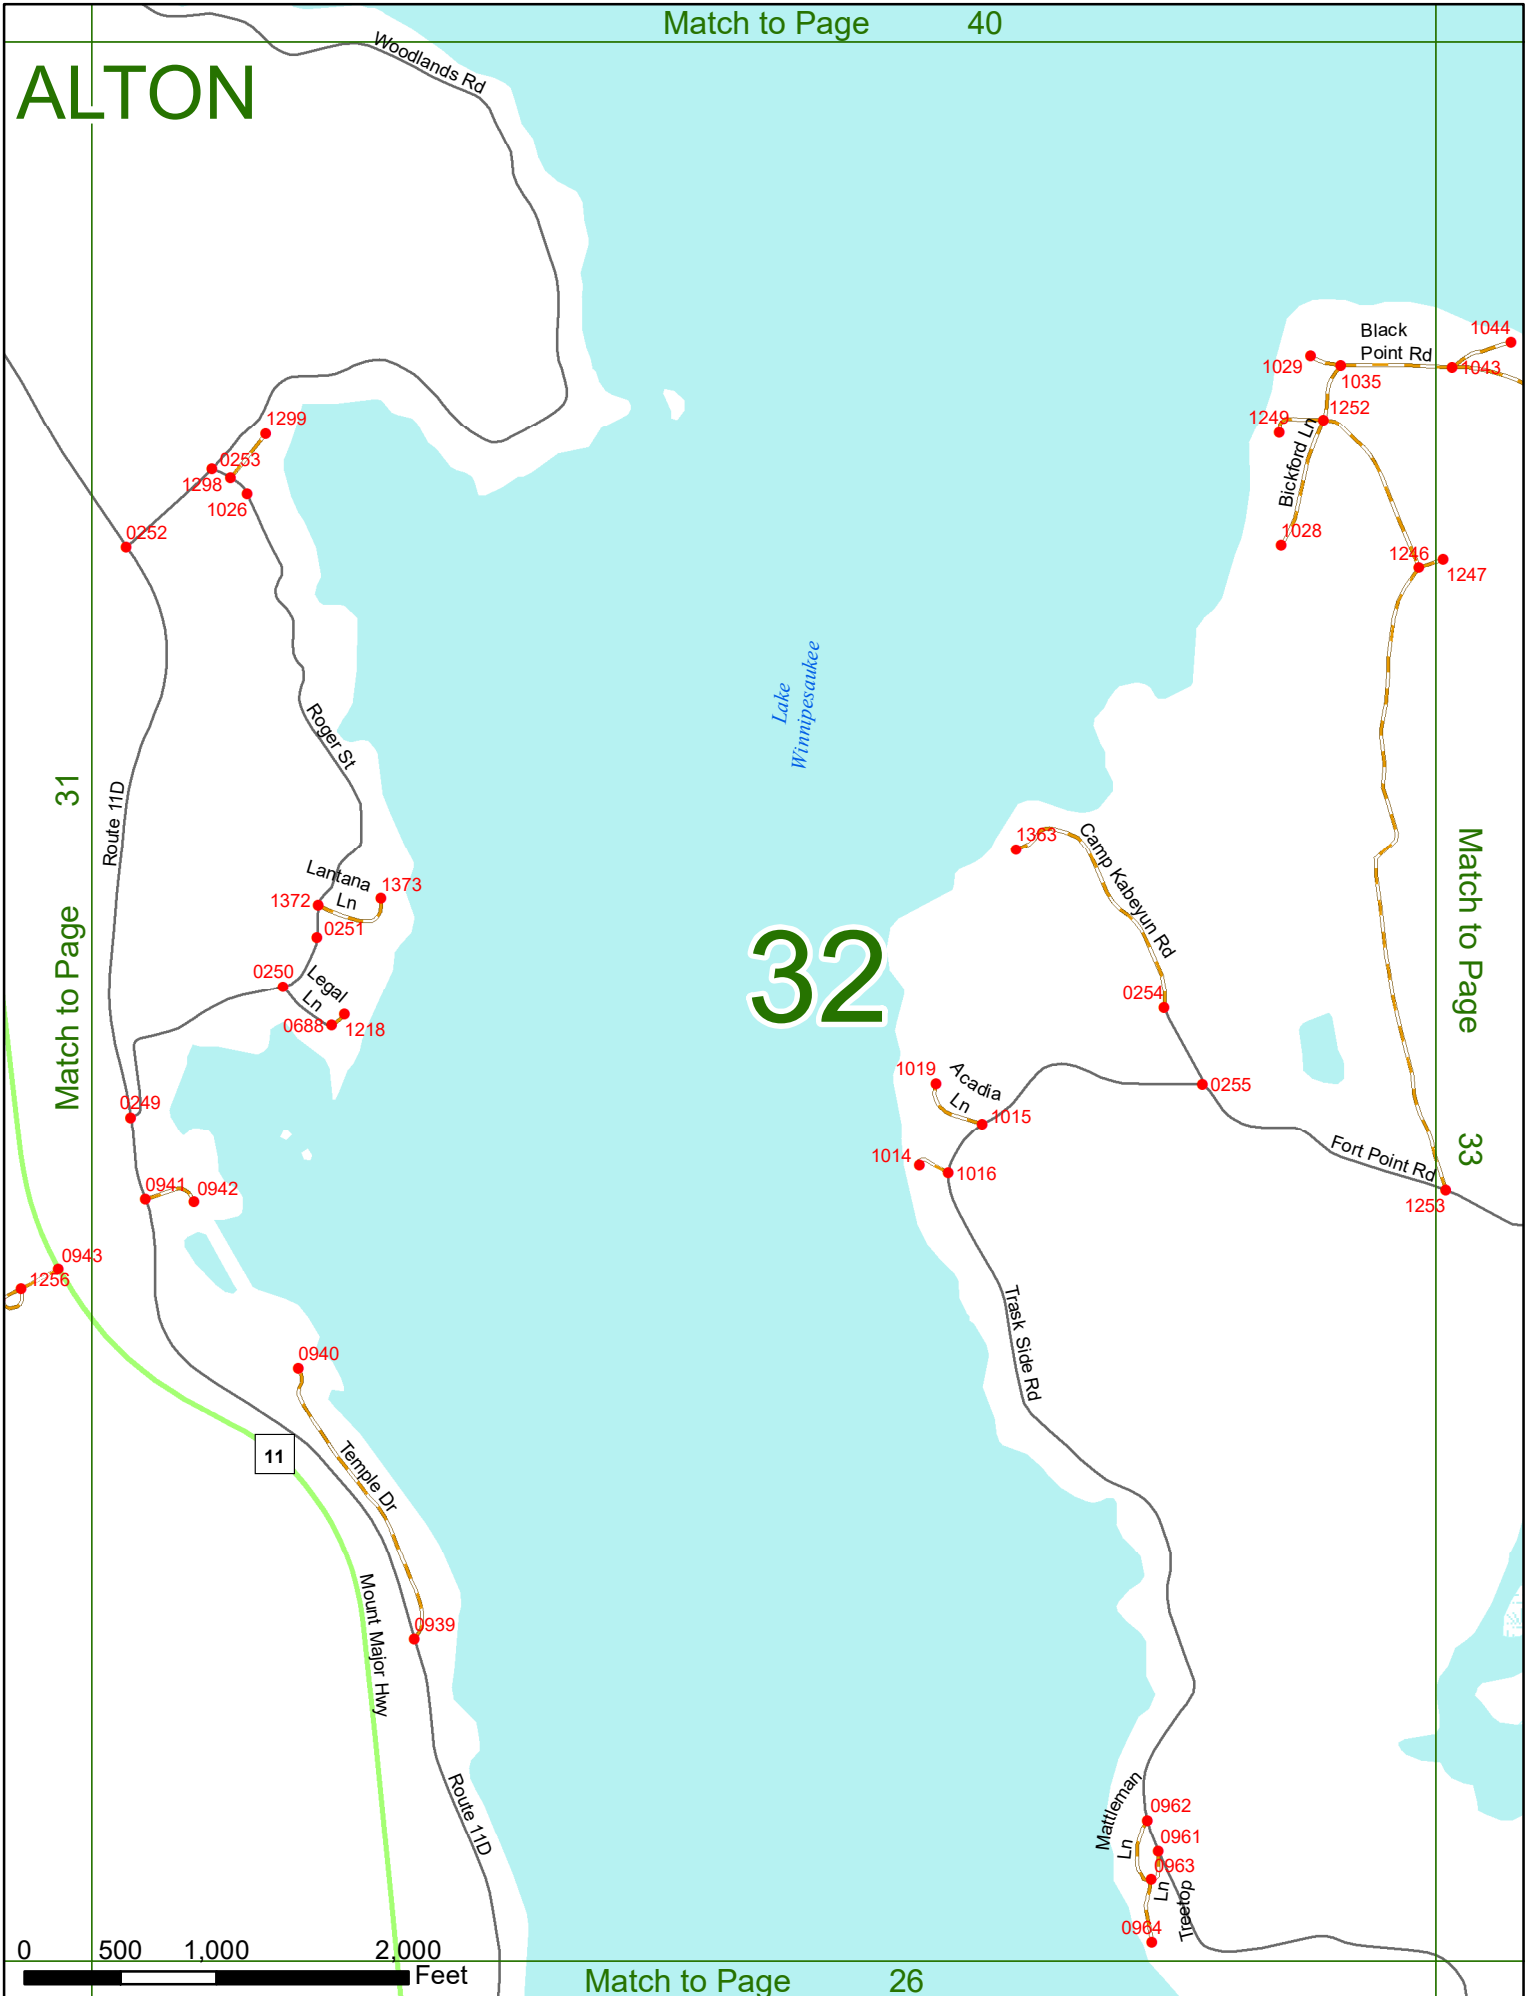 Match to Page 40
ALTON
Woodlands Rd
Black
Point Rd
1044
1029
1035
1043
1252
1249
Bickford Ln
1028
1246
1247
1299
0253
1298
1026
0252
Lake
Winnipesaukee
Roger St
Route 11D
31
Match to Page
Lantana
Ln
1373
1372
0251
0250
Legal
Ln
0688
1218
0249
32
1363
Camp Kabeyun Rd
0254
0255
Match to Page
33
1019
Acadia
Ln
1015
1014
1016
Fort Point Rd
1253
0941
0942
0943
1256
Trask Side Rd
0940
11
Temple Dr
0939
Mount Major Hwy
Route 11D
Mattleman
Ln
0962
0961
0963
Ln
Treetop
0964
0 500 1,000 2,000
Feet
Match to Page 26